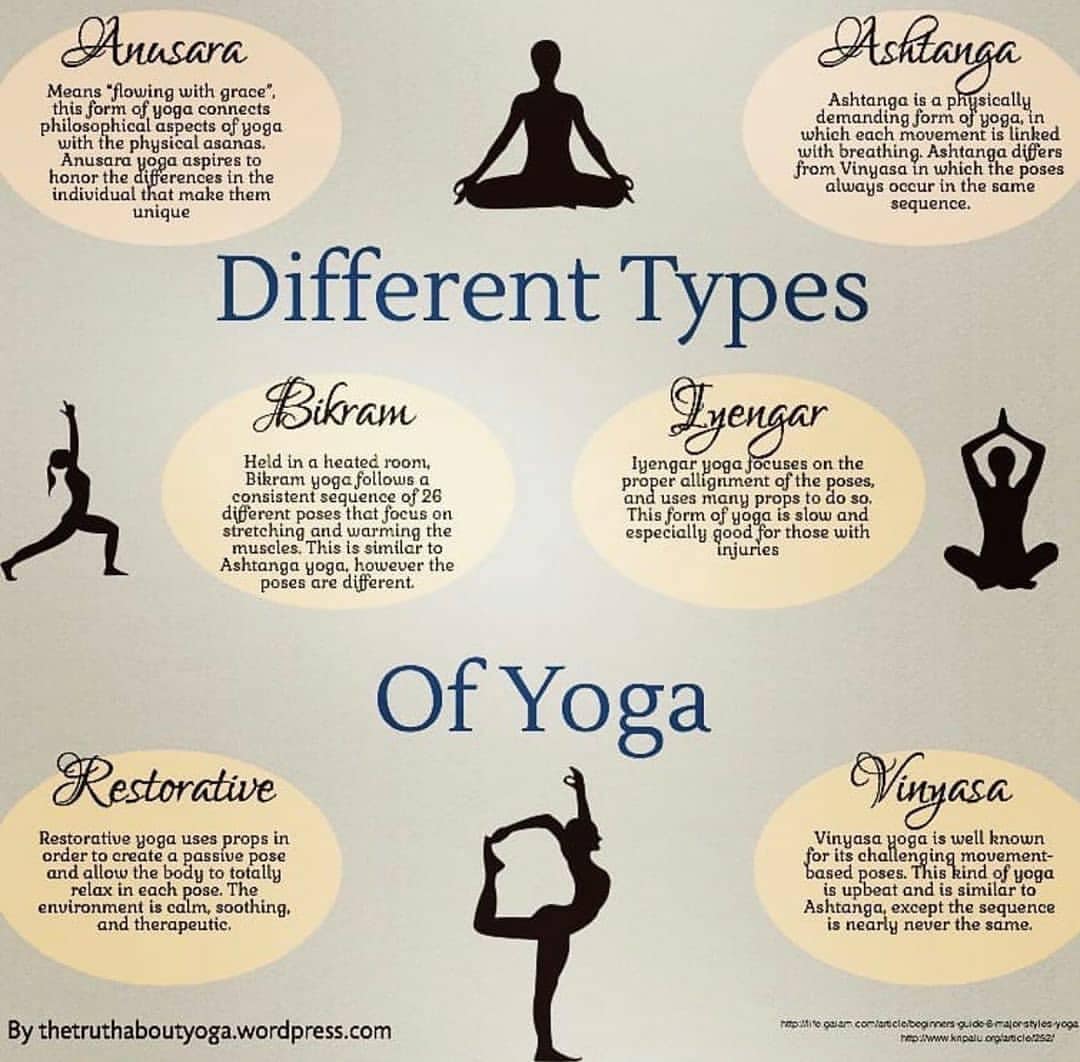 Anusara
Means "flowing with grace",
this form of yoga connects
philosophical aspects of yoga
with the physical asanas.
Anusara yoga aspires to
honor the differences in the
individual that make them
unique
Ashtanga
Ashtanga is a physically
demanding form of yoga, in
which each movement is linked
with breathing. Ashtanga differs
from Vinyasa in which the poses
always occur in the same
sequence.
Different Types
Bikram
Held in a heated room,
Bikram yoga follows a
consistent sequence of 26
different poses that focus on
stretching and warming the
muscles. This is similar to
Ashtanga yoga, however the
poses are different.
Iyengar
Iyengar yoga focuses on the
proper allignment of the poses,
and uses many props to do so.
This form of yoga is slow and
especially good for those with
injuries
Of Yoga
Restorative
Restorative yoga uses props in
order to create a passive pose
and allow the body to totally
relax in each pose. The
environment is calm, soothing,
and therapeutic.
Vinyasa
Vinyasa yoga is well known
for its challenging movement-
based poses. This kind of yoga
is upbeat and is similar to
Ashtanga, except the sequence
is nearly never the same.
By thetruthaboutyoga.wordpress.com
http://life.gaiam.com/article/beginners-guide-8-major-styles-yoga
http://www.kripalu.org/article/252/